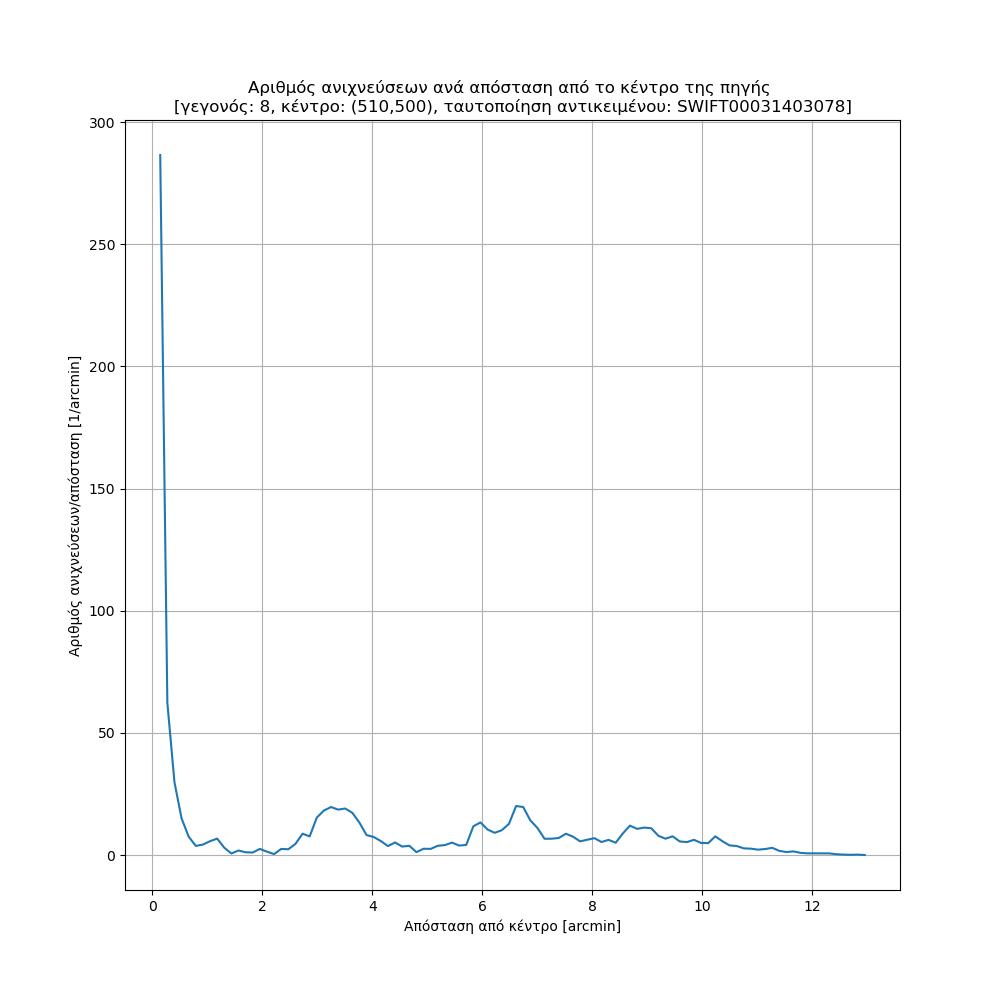 Αριθμός ανιχνεύσεων ανά απόσταση από το κέντρο της πηγής
[γεγονός: 8, κέντρο: (510,500), ταυτοποίηση αντικειμένου: SWIFT00031403078]
300
250
200
150
100
50
0
Αριθμός ανιχνεύσεων/απόσταση [1/arcmin]
0 2 4 6 8 10 12
Απόσταση από κέντρο [arcmin]